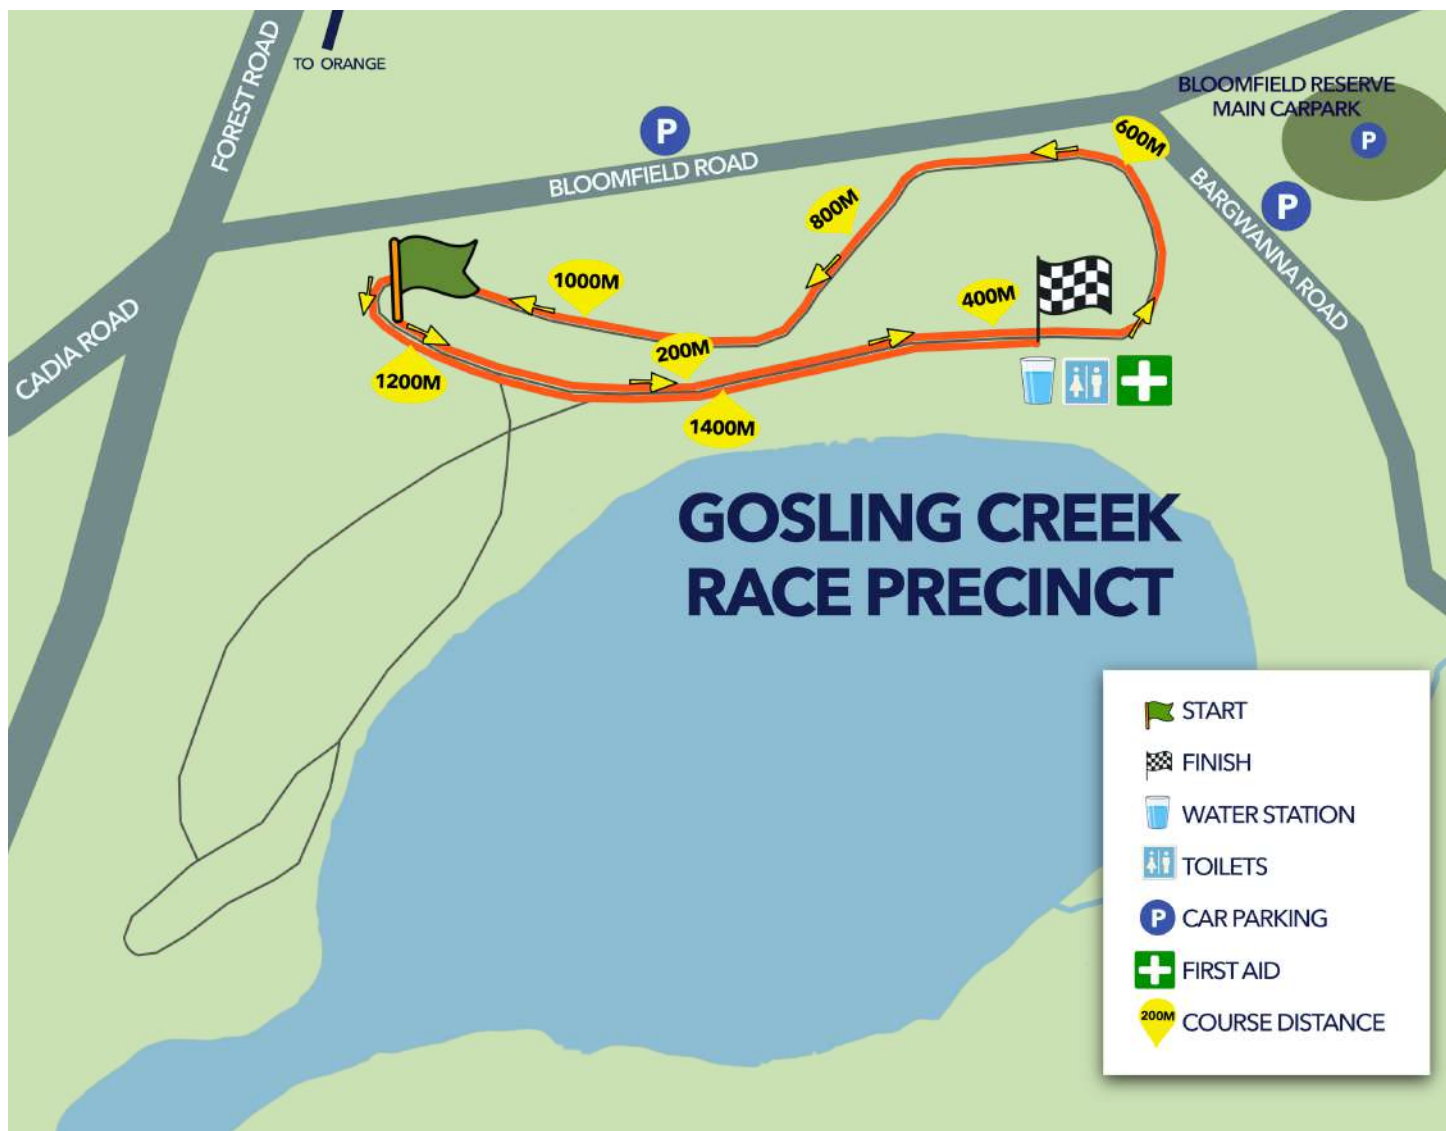 TO ORANGE
FOREST ROAD
BLOOMFIELD RESERVE
MAIN CARPARK
P
P
P
BLOOMFIELD ROAD
BARGWANNA ROAD
CADIA ROAD
600M
800M
1000M
400M
200M
1200M
1400M
GOSLING CREEK
RACE PRECINCT
START
FINISH
WATER STATION
TOILETS
P CAR PARKING
FIRST AID
200M COURSE DISTANCE